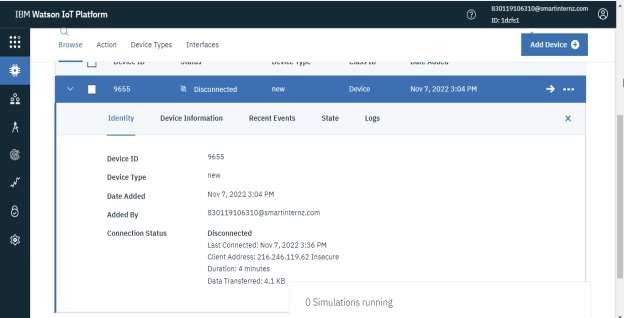 IBM Watson IoT Platform
830119106310@smartinternz.com
ID: 1dzfs1
Browse Action Device Types Interfaces
Add Device
Device ID Status Device Type Class ID Date Added
9655 Disconnected new Device Nov 7, 2022 3:04 PM
Identity Device Information Recent Events State Logs
Device ID 9655
Device Type new
Date Added Nov 7, 2022 3:04 PM
Added By 830119106310@smartinternz.com
Connection Status Disconnected
Last Connected: Nov 7, 2022 3:36 PM
Client Address: 216.246.119.62 Insecure
Duration: 4 minutes
Data Transferred: 4.1 KB
0 Simulations running